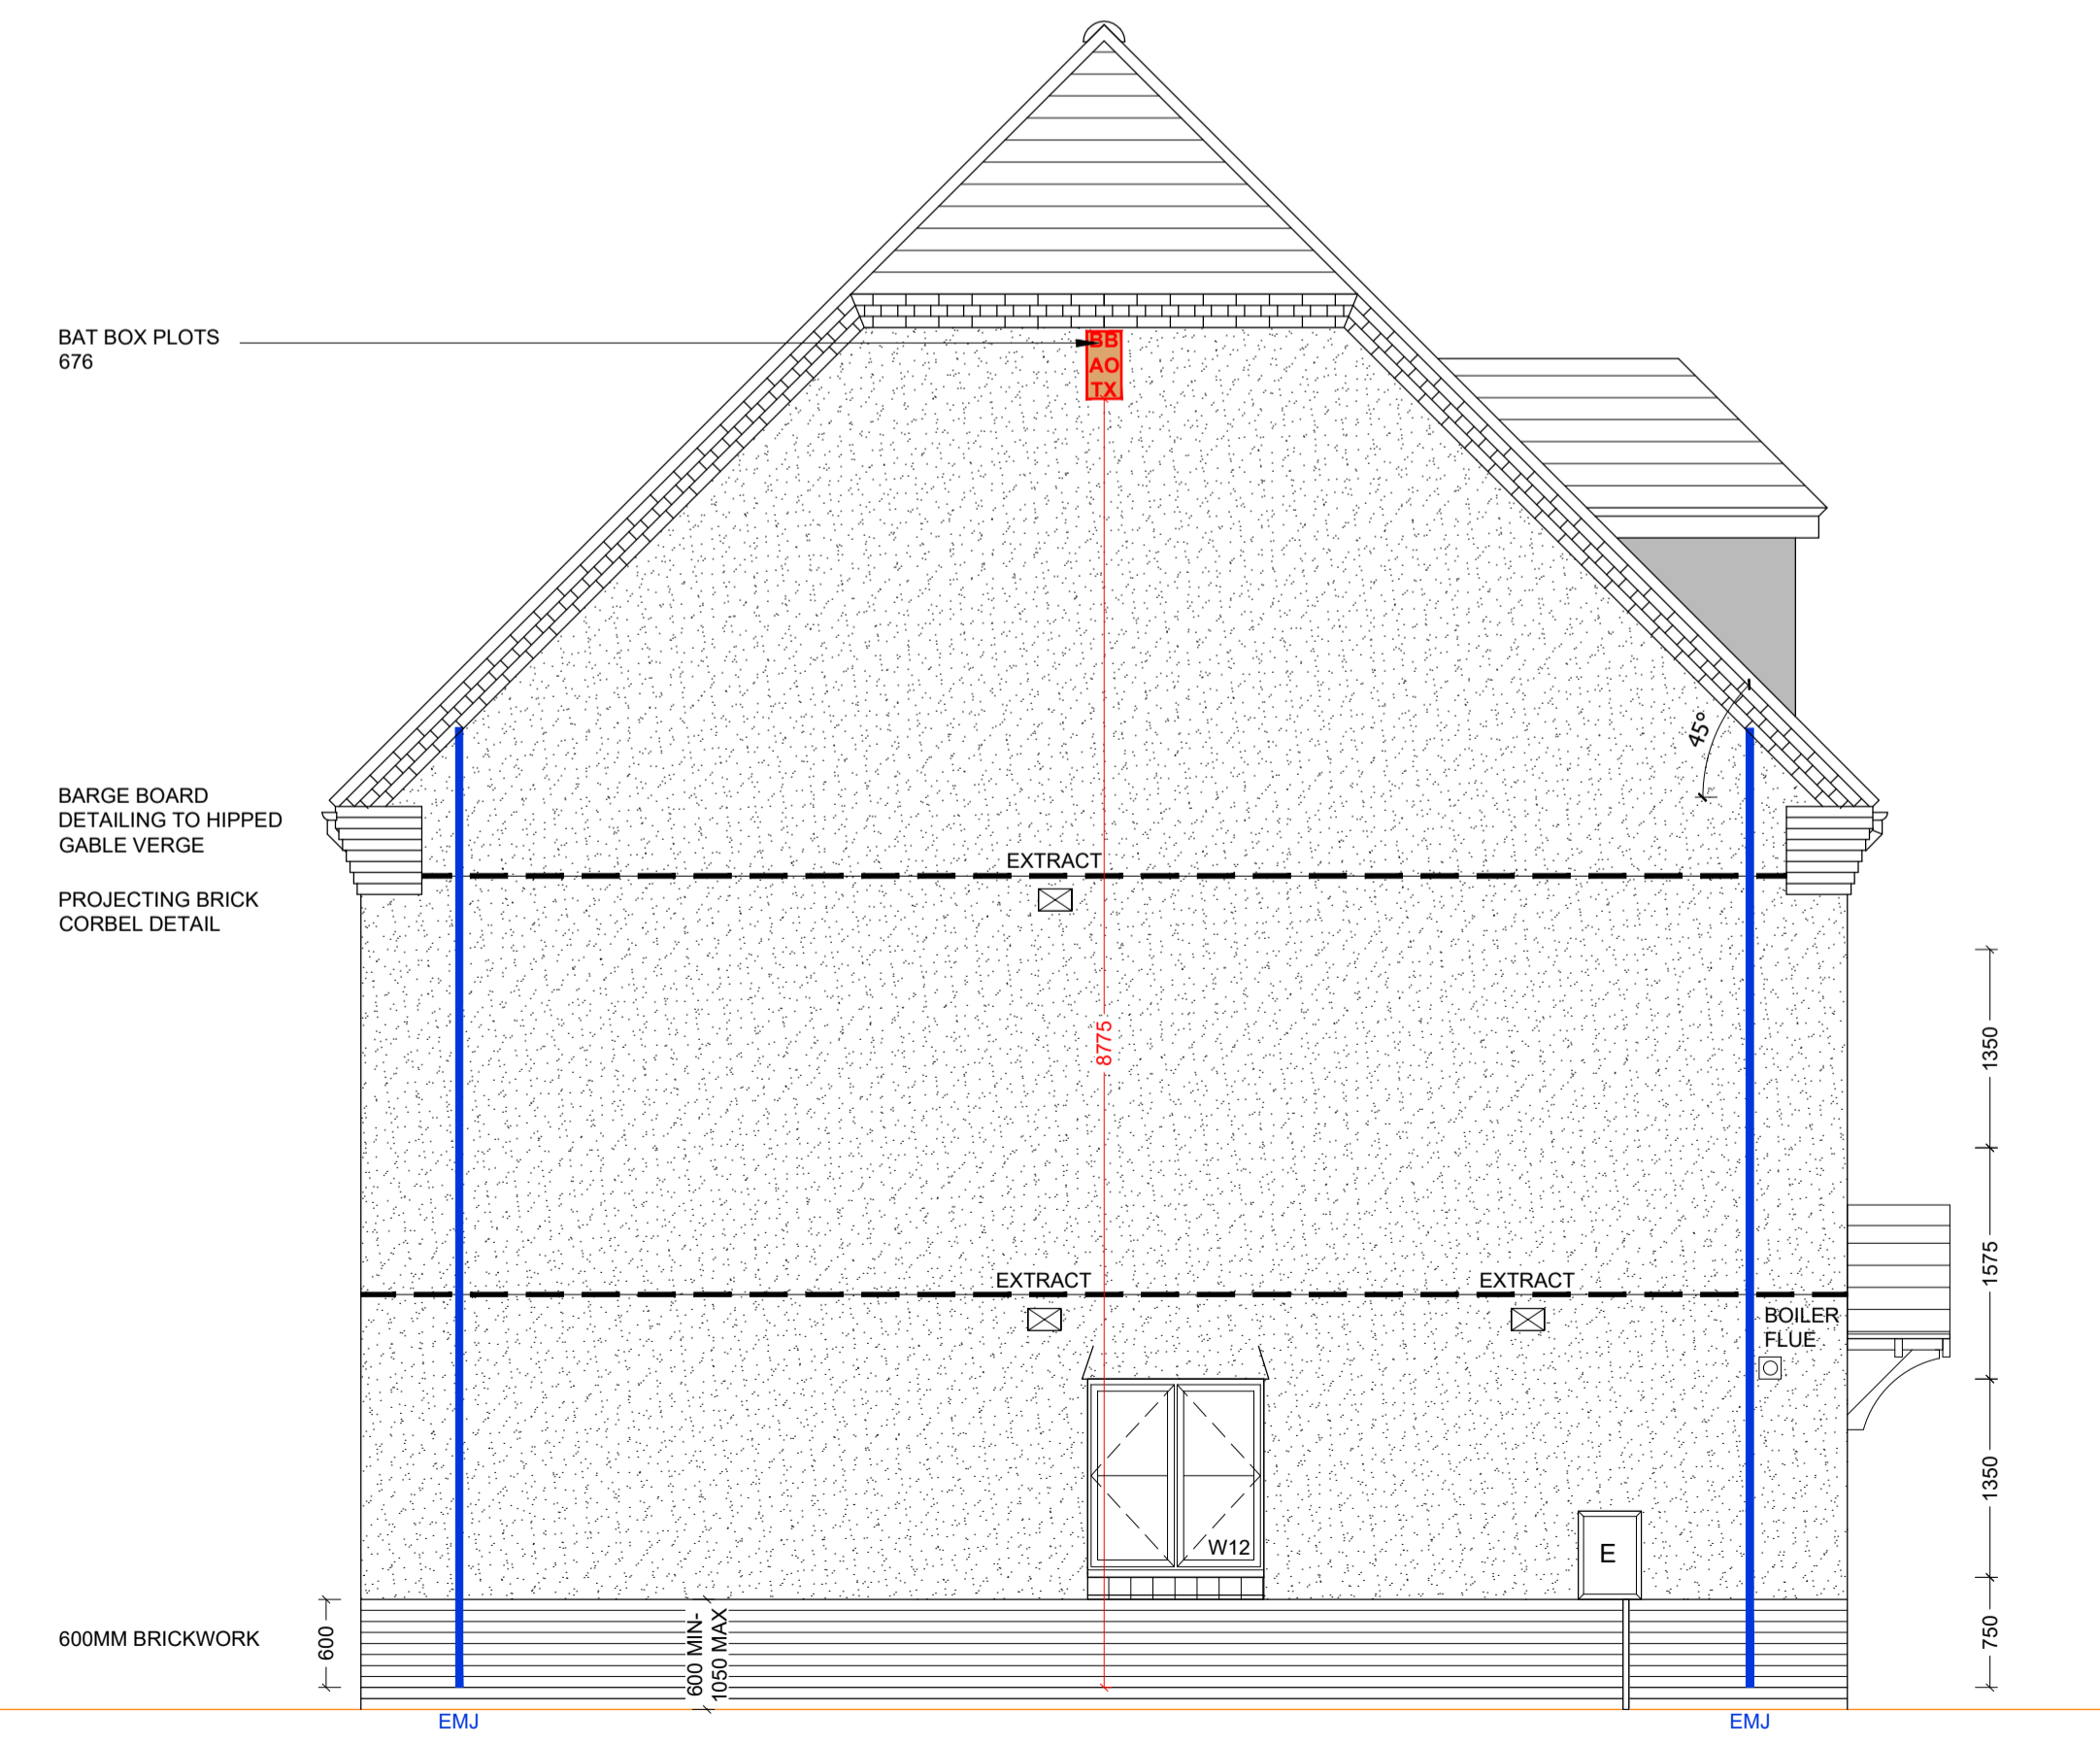 BAT BOX PLOTS
676
BB
AO
TX
45°
BARGE BOARD
DETAILING TO HIPPED
GABLE VERGE
EXTRACT
PROJECTING BRICK
CORBEL DETAIL
8775
1350
1575
EXTRACT
EXTRACT
BOILER
FLUE
1350
W12
E
600MM BRICKWORK
600
600 MIN-
1050 MAX
750
EMJ
EMJ